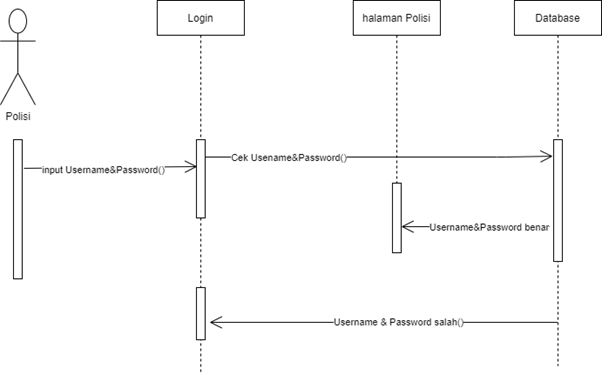 Login
halaman Polisi
Database
Polisi
input Username&Password()
Cek Usename&Password()
Username&Password benar
Username & Password salah()